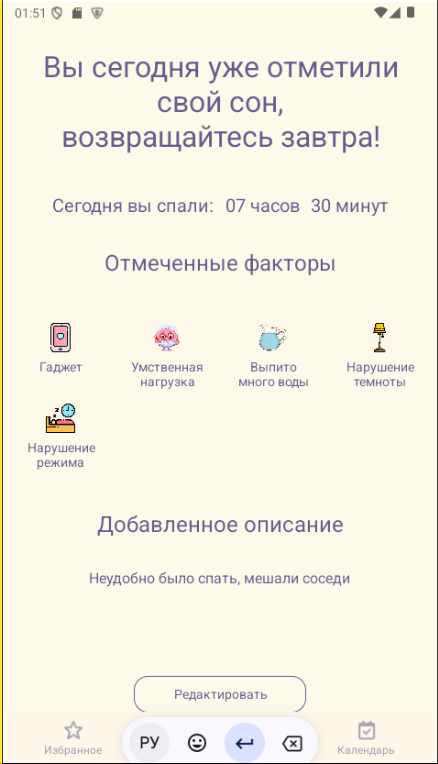 01:51
Вы сегодня уже отметили
свой сон,
возвращайтесь завтра!
Сегодня вы спали: 07 часов 30 минут
Отмеченные факторы
Гаджет
Умственная
нагрузка
Выпито
много воды
Нарушение
темноты
Нарушение
режима
Добавленное описание
Неудобно было спать, мешали соседи
Редактировать
Избранное
РУ
Календарь